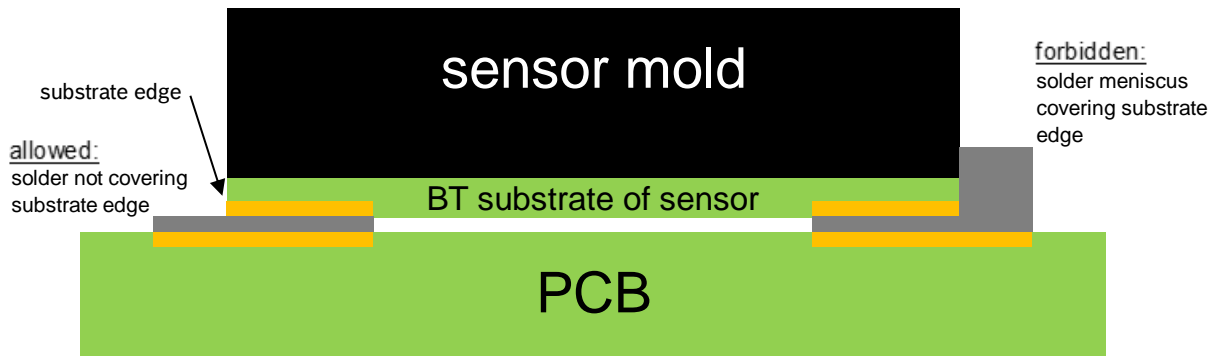 sensor mold
forbidden:
solder meniscus
covering substrate
edge
substrate edge
allowed:
solder not covering
substrate edge
BT substrate of sensor
PCB